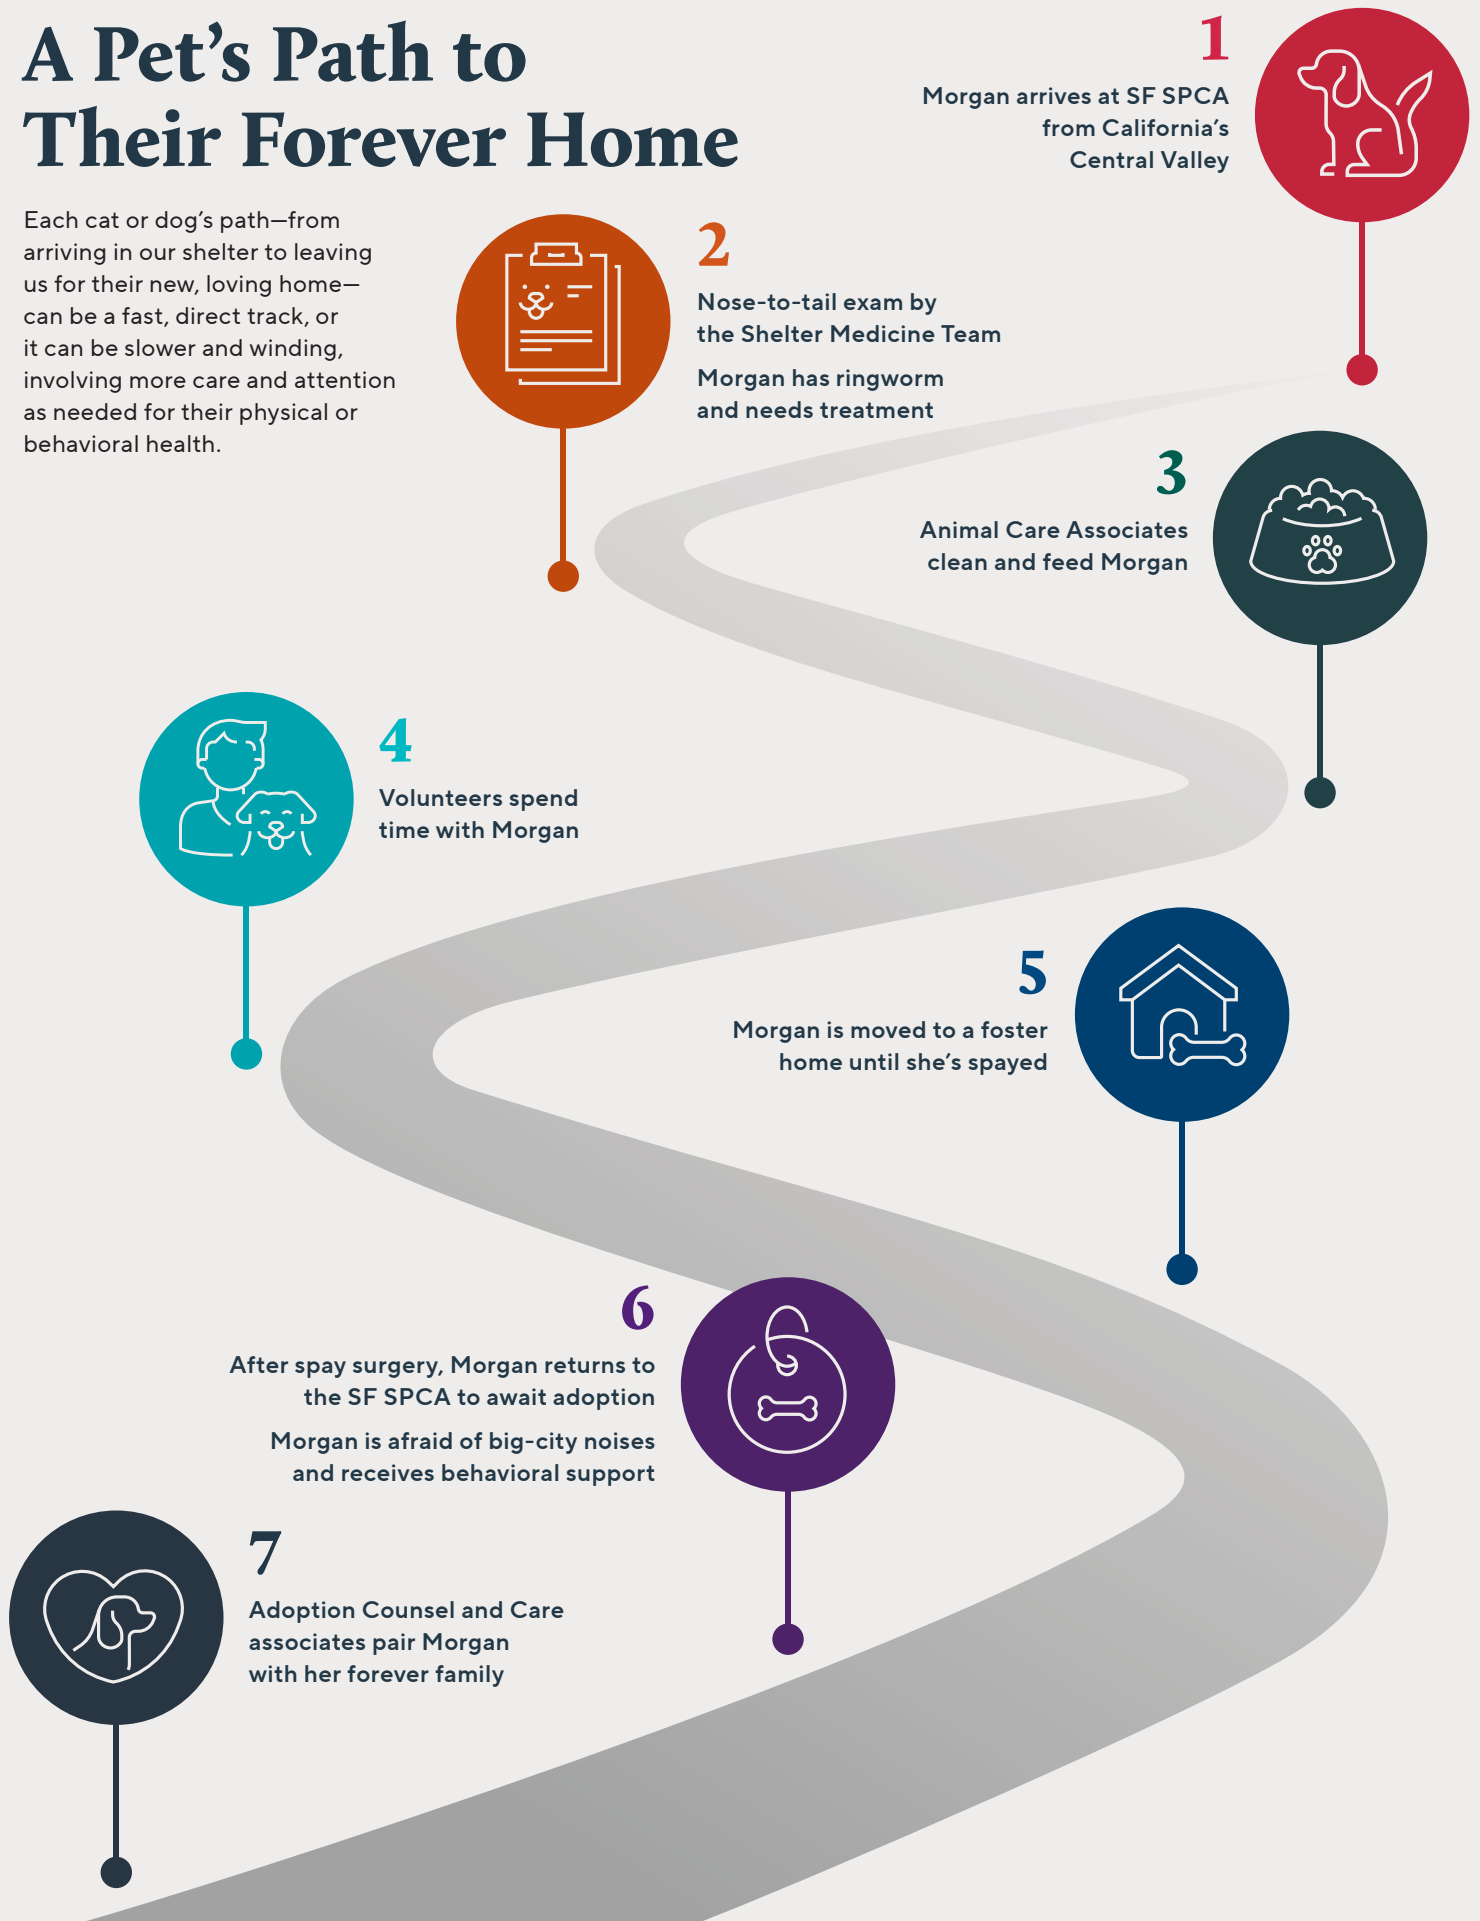 A Pet’s Path to
Their Forever Home
Each cat or dog’s path—from
arriving in our shelter to leaving
us for their new, loving home—
can be a fast, direct track, or
it can be slower and winding,
involving more care and attention
as needed for their physical or
behavioral health.
1
Morgan arrives at SF SPCA
from California’s
Central Valley
2
Nose-to-tail exam by
the Shelter Medicine Team
Morgan has ringworm
and needs treatment
3
Animal Care Associates
clean and feed Morgan
4
Volunteers spend
time with Morgan
5
Morgan is moved to a foster
home until she’s spayed
6
After spay surgery, Morgan returns to
the SF SPCA to await adoption
Morgan is afraid of big-city noises
and receives behavioral support
7
Adoption Counsel and Care
associates pair Morgan
with her forever family